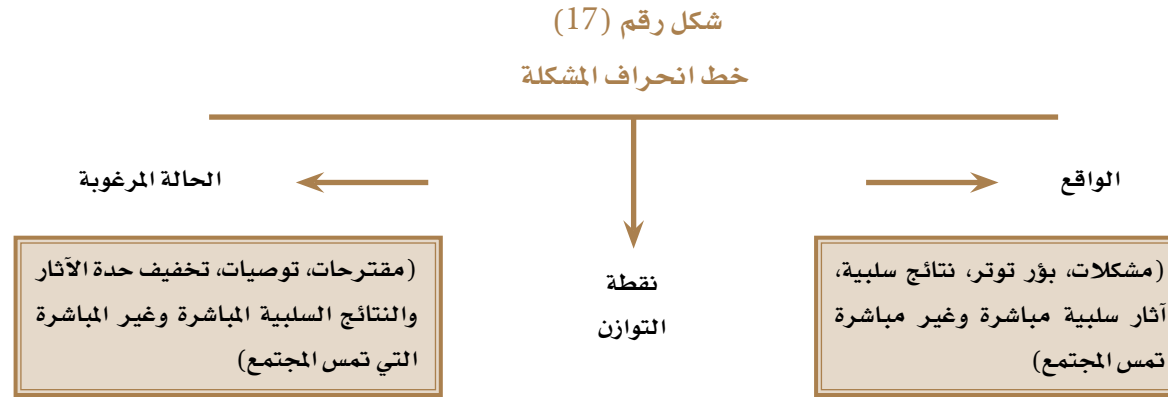 شكل رقم (17)
خط انحراف المشكلة
الواقع
الحالة المرغوبة
(مشكلات، بؤر توتر، نتائج سلبية،
آثار سلبية مباشرة وغير مباشرة
تمس المجتمع)
نقطة
التوازن
(مقترحات، توصيات، تخفيف حدة الآثار
والنتائج السلبية المباشرة وغير المباشرة
التي تمس المجتمع)